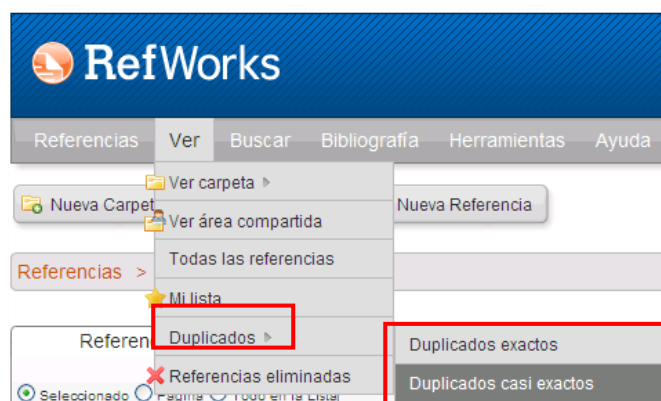 RefWorks
Referencias Ver Buscar Bibliografía Herramientas Ayuda
Ver carpeta
Nueva Carpet Nueva Referencia
Ver área compartida
Todas las referencias
Referencias >
Mi lista
Duplicados
Referen Duplicados exactos
Referencias eliminadas Duplicados casi exactos
Seleccionado Página Todo en la Lista